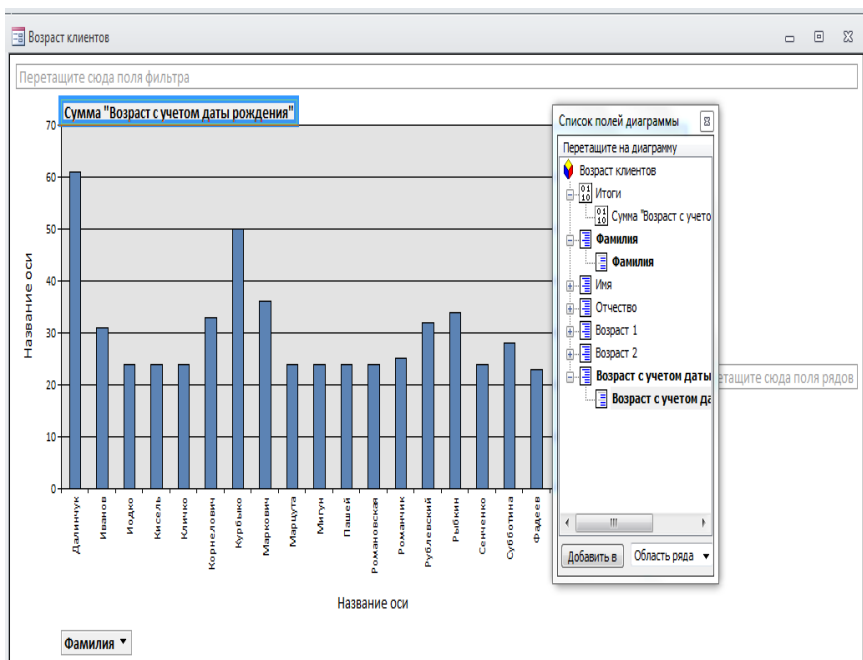 Возраст клиентов
Перетащите сюда поля фильтра
Сумма "Возраст с учетом даты рождения"
70
60
50
40
30
20
10
0
Название оси
Далинчук
Иванов
Иодко
Кисель
Кличко
Корнелович
Курбыко
Маркович
Марцута
Мигун
Пашей
Романовская
Романчик
Рублевский
Рыбкин
Сенченко
Субботина
Фадеев
Название оси
Фамилия
Список полей диаграммы
Перетащите на диаграмму
Возраст клиентов
Итоги
Сумма "Возраст с учето
Фамилия
Фамилия
Имя
Отчество
Возраст 1
Возраст 2
Возраст с учетом даты
Возраст с учетом да
Добавить в
Область ряда
етащите сюда поля рядов